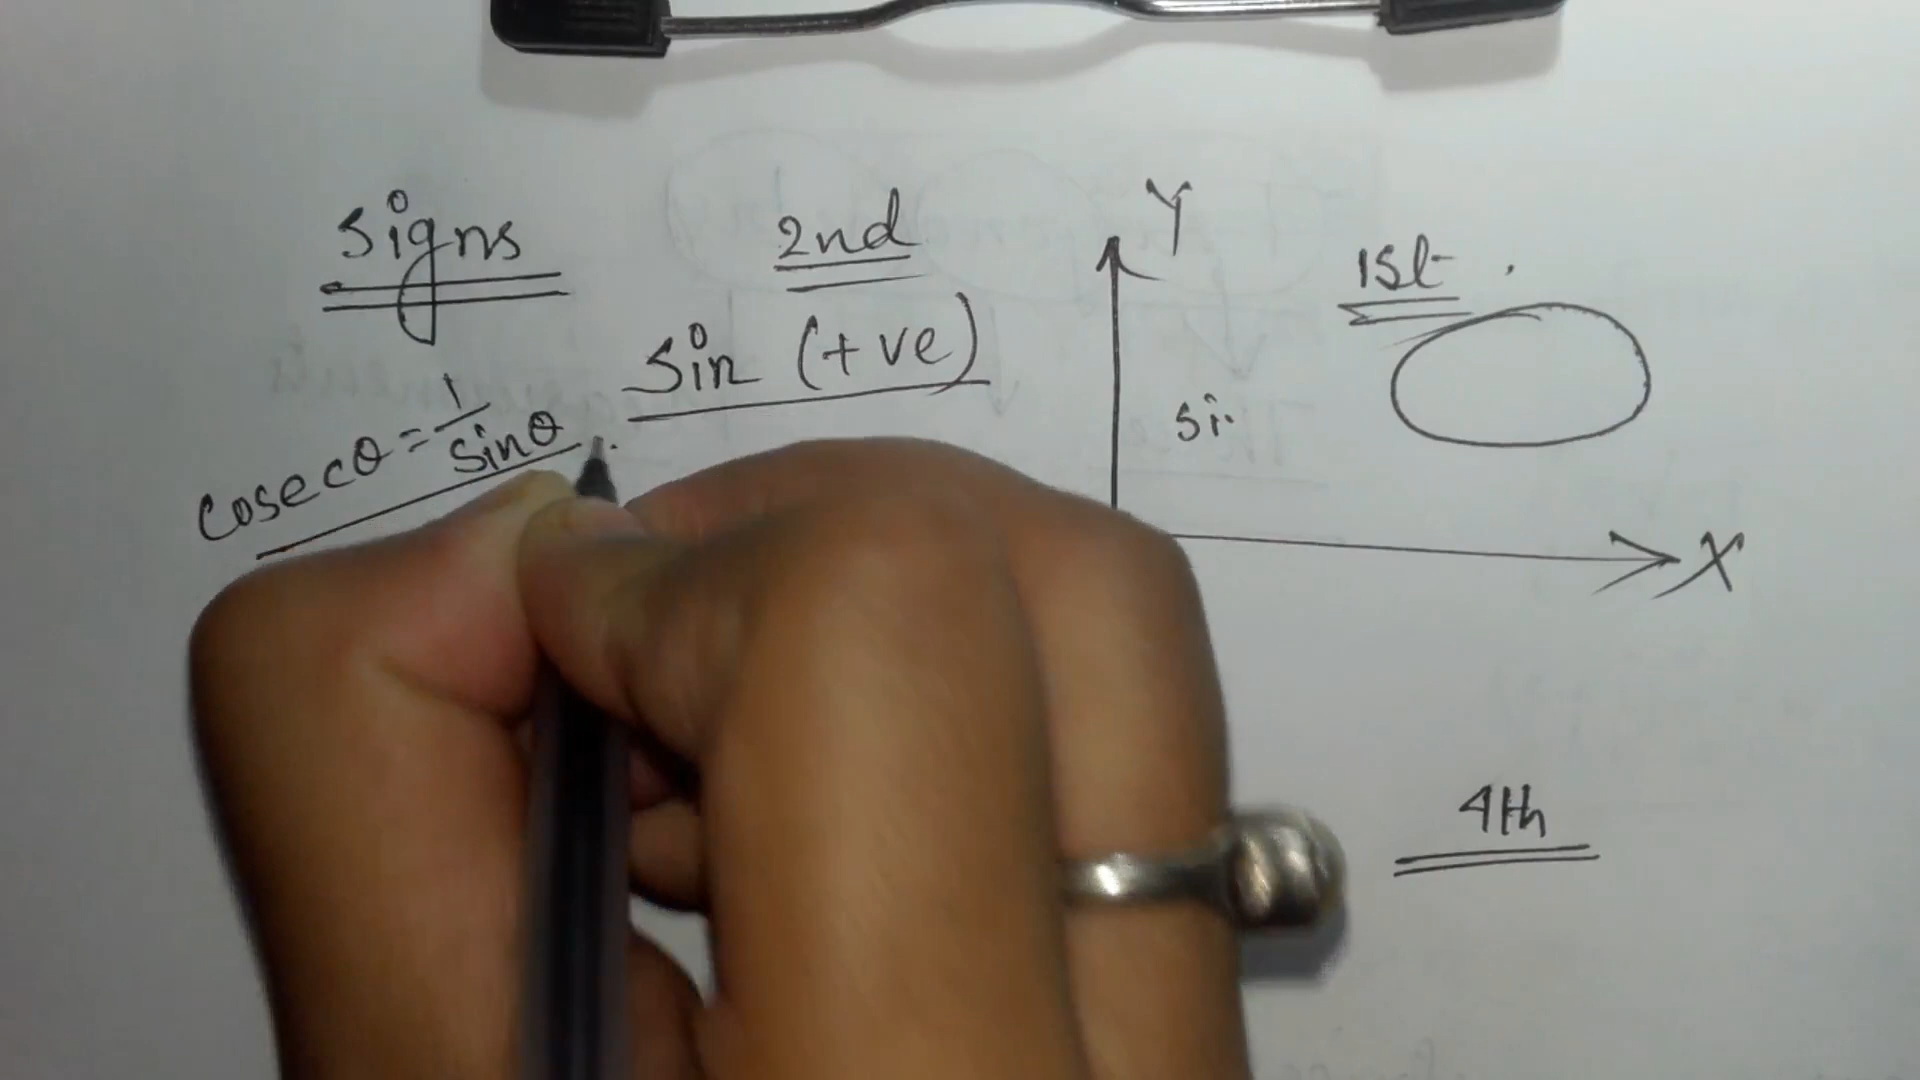 Signs
2nd
Sin (+ve)
Cosecθ = 1/sinθ
Y
1st
Si
X
4th